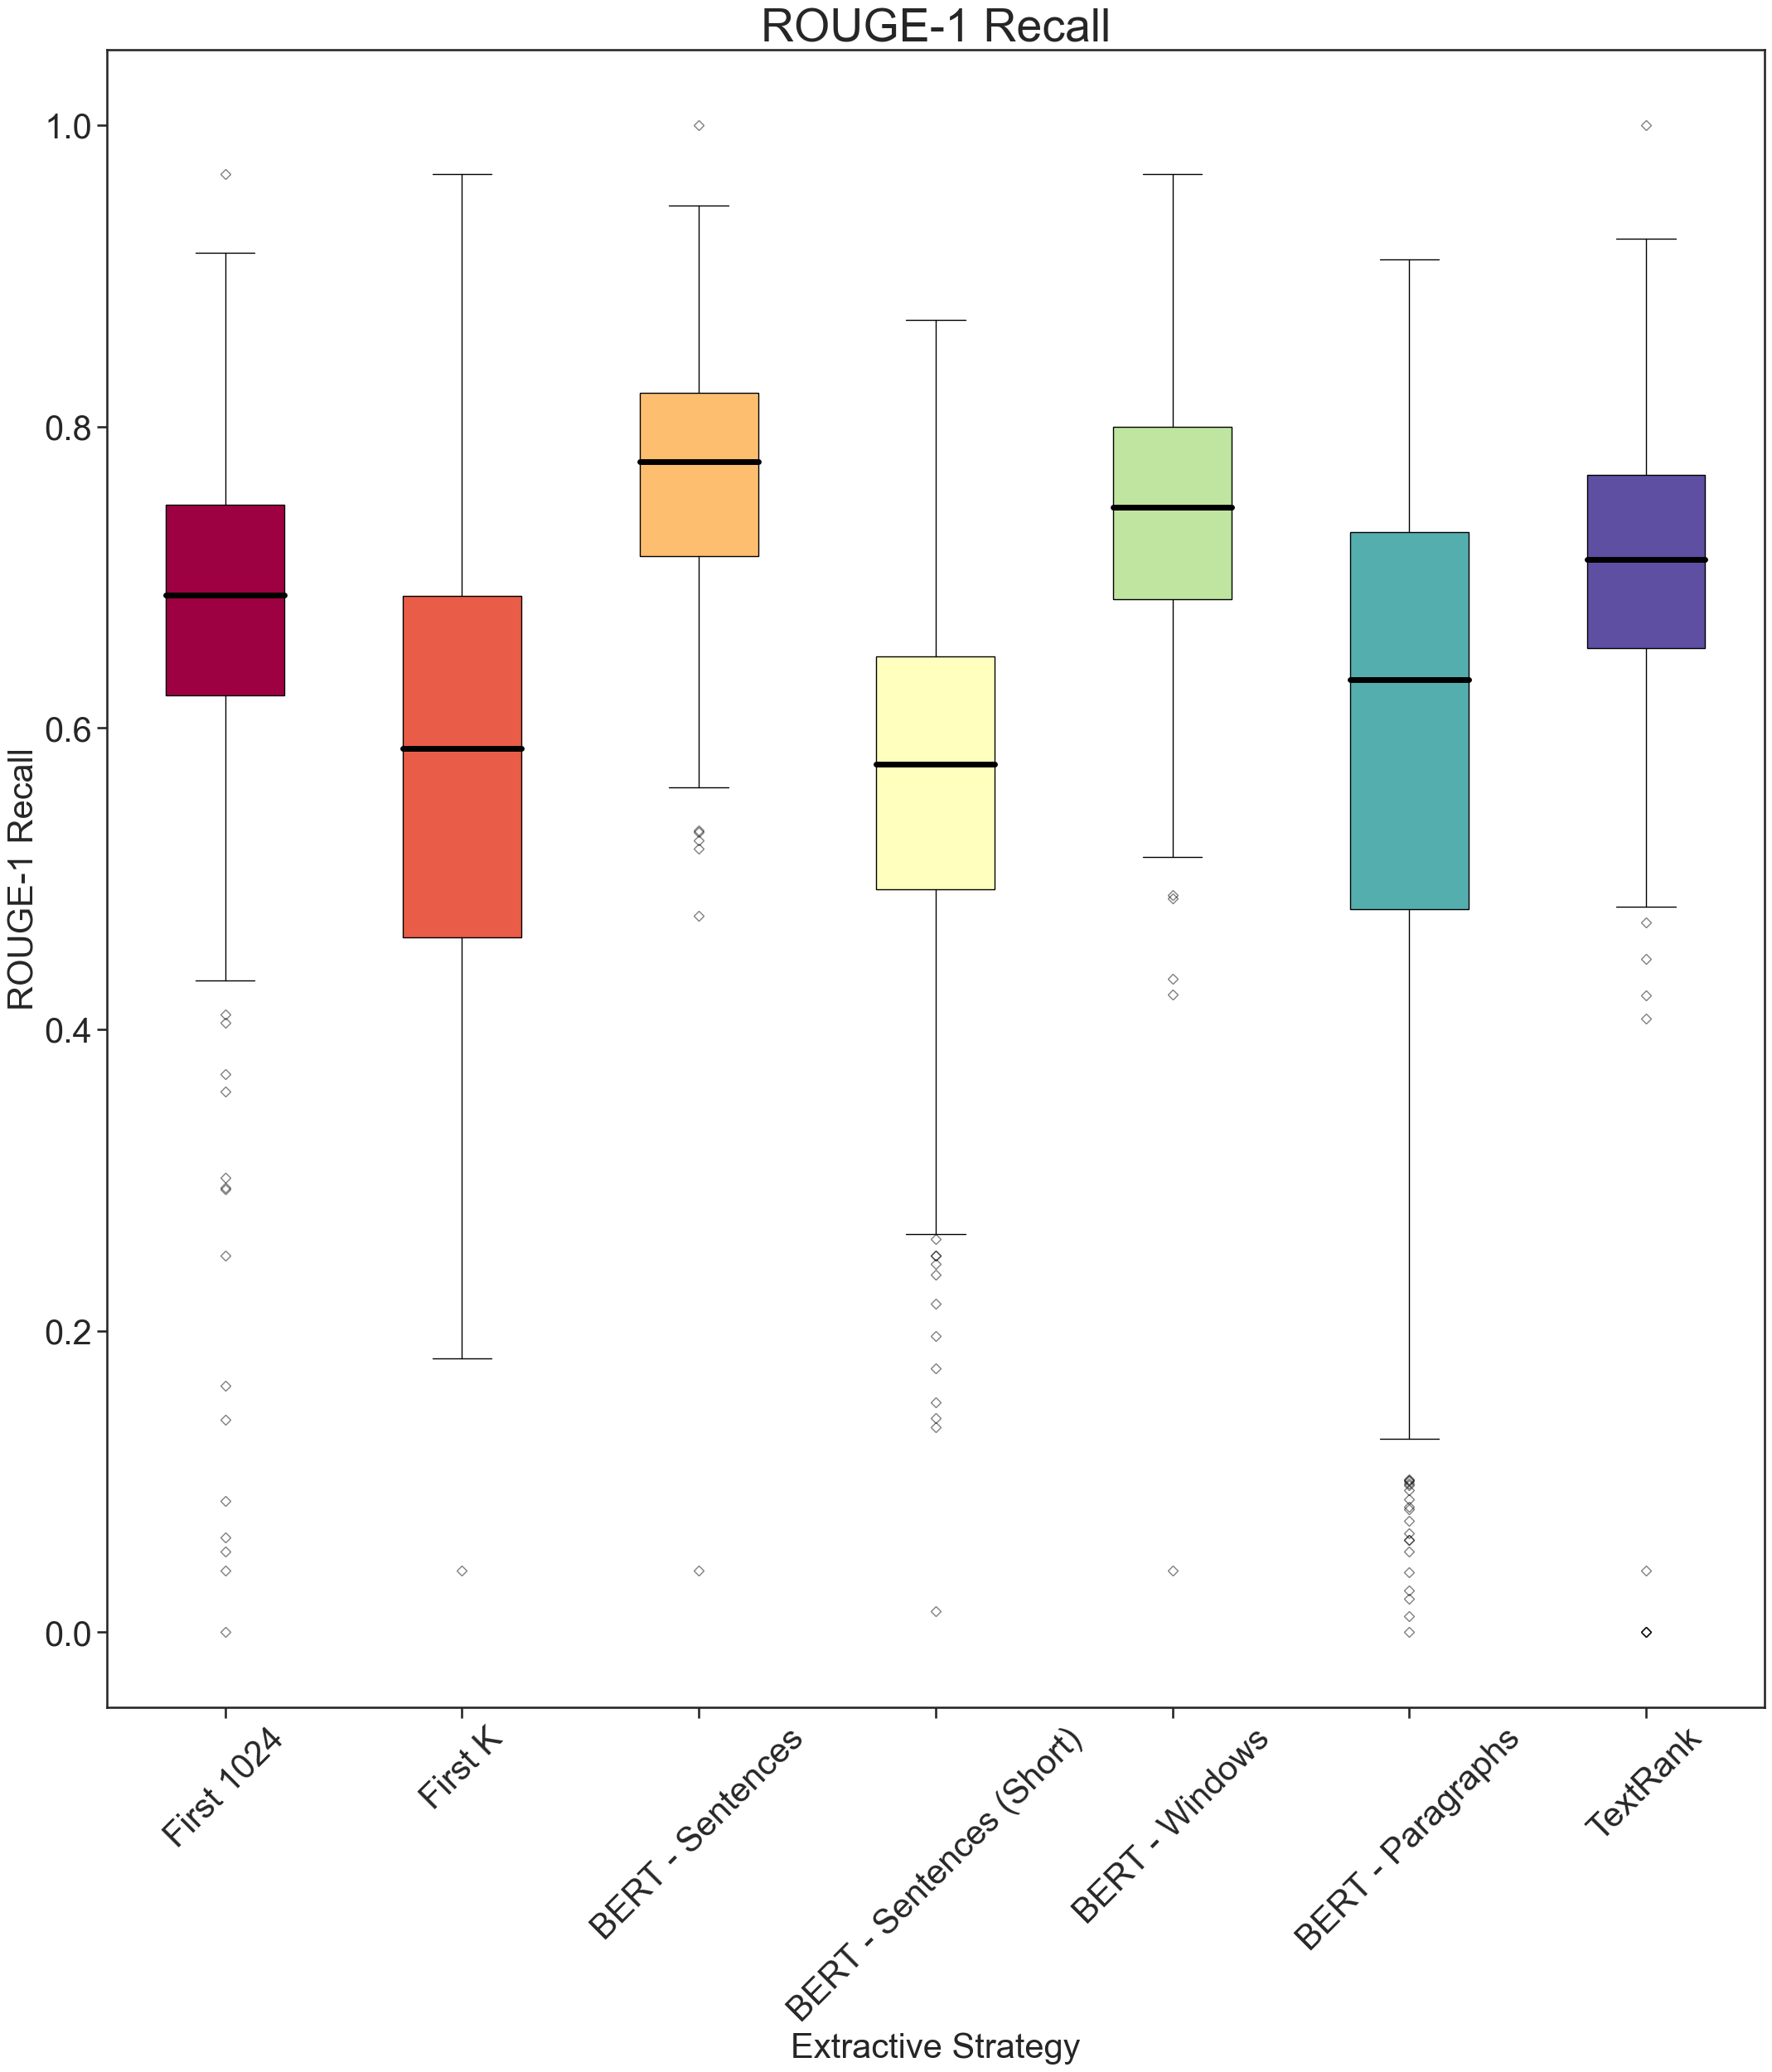 ROUGE-1 Recall
ROUGE-1 Recall
1.0
0.8
0.6
0.4
0.2
0.0
First 1024
First K
BERT - Sentences
BERT - Sentences (Short)
BERT - Windows
BERT - Paragraphs
TextRank
Extractive Strategy